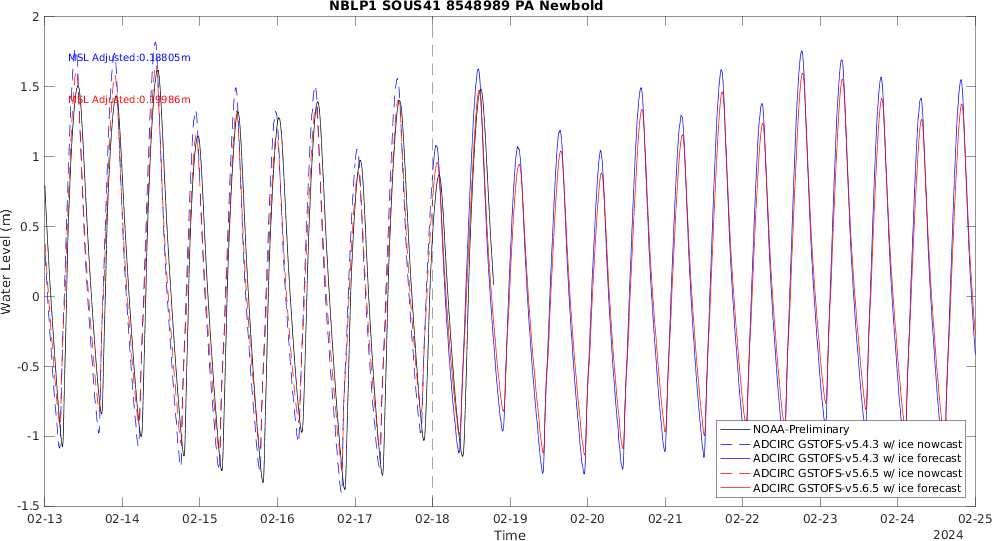 NBLP1 SOUS41 8548989 PA Newbold
2
1.5
1
0.5
0
-0.5
-1
-1.5
Water Level (m)
MSL Adjusted:0.18805m
MSL Adjusted:0.19986m
NOAA-Preliminary
ADCIRC GSTOFS-v5.4.3 w/ ice nowcast
ADCIRC GSTOFS-v5.4.3 w/ ice forecast
ADCIRC GSTOFS-v5.6.5 w/ ice nowcast
ADCIRC GSTOFS-v5.6.5 w/ ice forecast
02-13 02-14 02-15 02-16 02-17 02-18 02-19 02-20 02-21 02-22 02-23 02-24 02-25
Time
2024